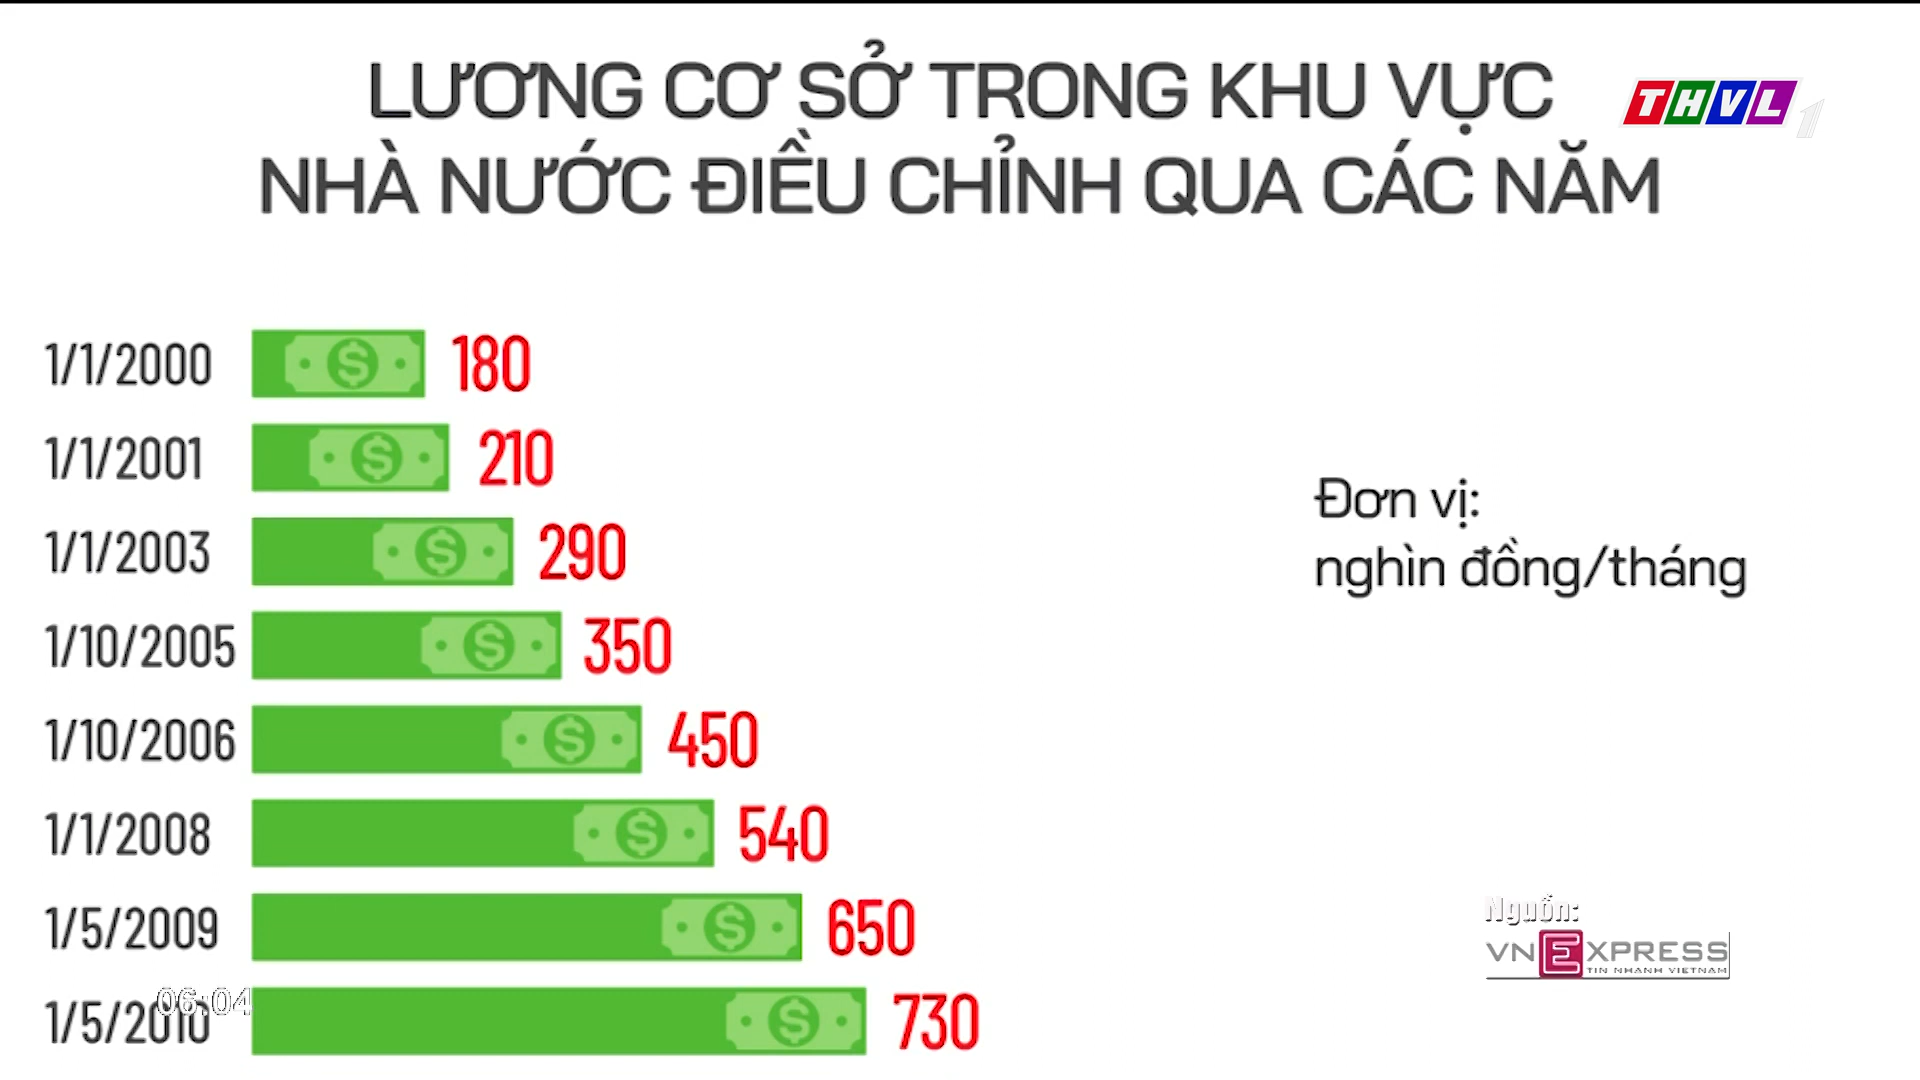 LƯƠNG CƠ SỞ TRONG KHU VỰC
NHÀ NƯỚC ĐIỀU CHỈNH QUA CÁC NĂM
THVL 1
1/1/2000 180
1/1/2001 210
1/1/2003 290
1/10/2005 350
1/10/2006 450
1/1/2008 540
1/5/2009 650
1/5/2010 730
06:04
Đơn vị:
nghìn đồng/tháng
Nguồn:
VNEXPRESS
TIN NHANH VIETNAM